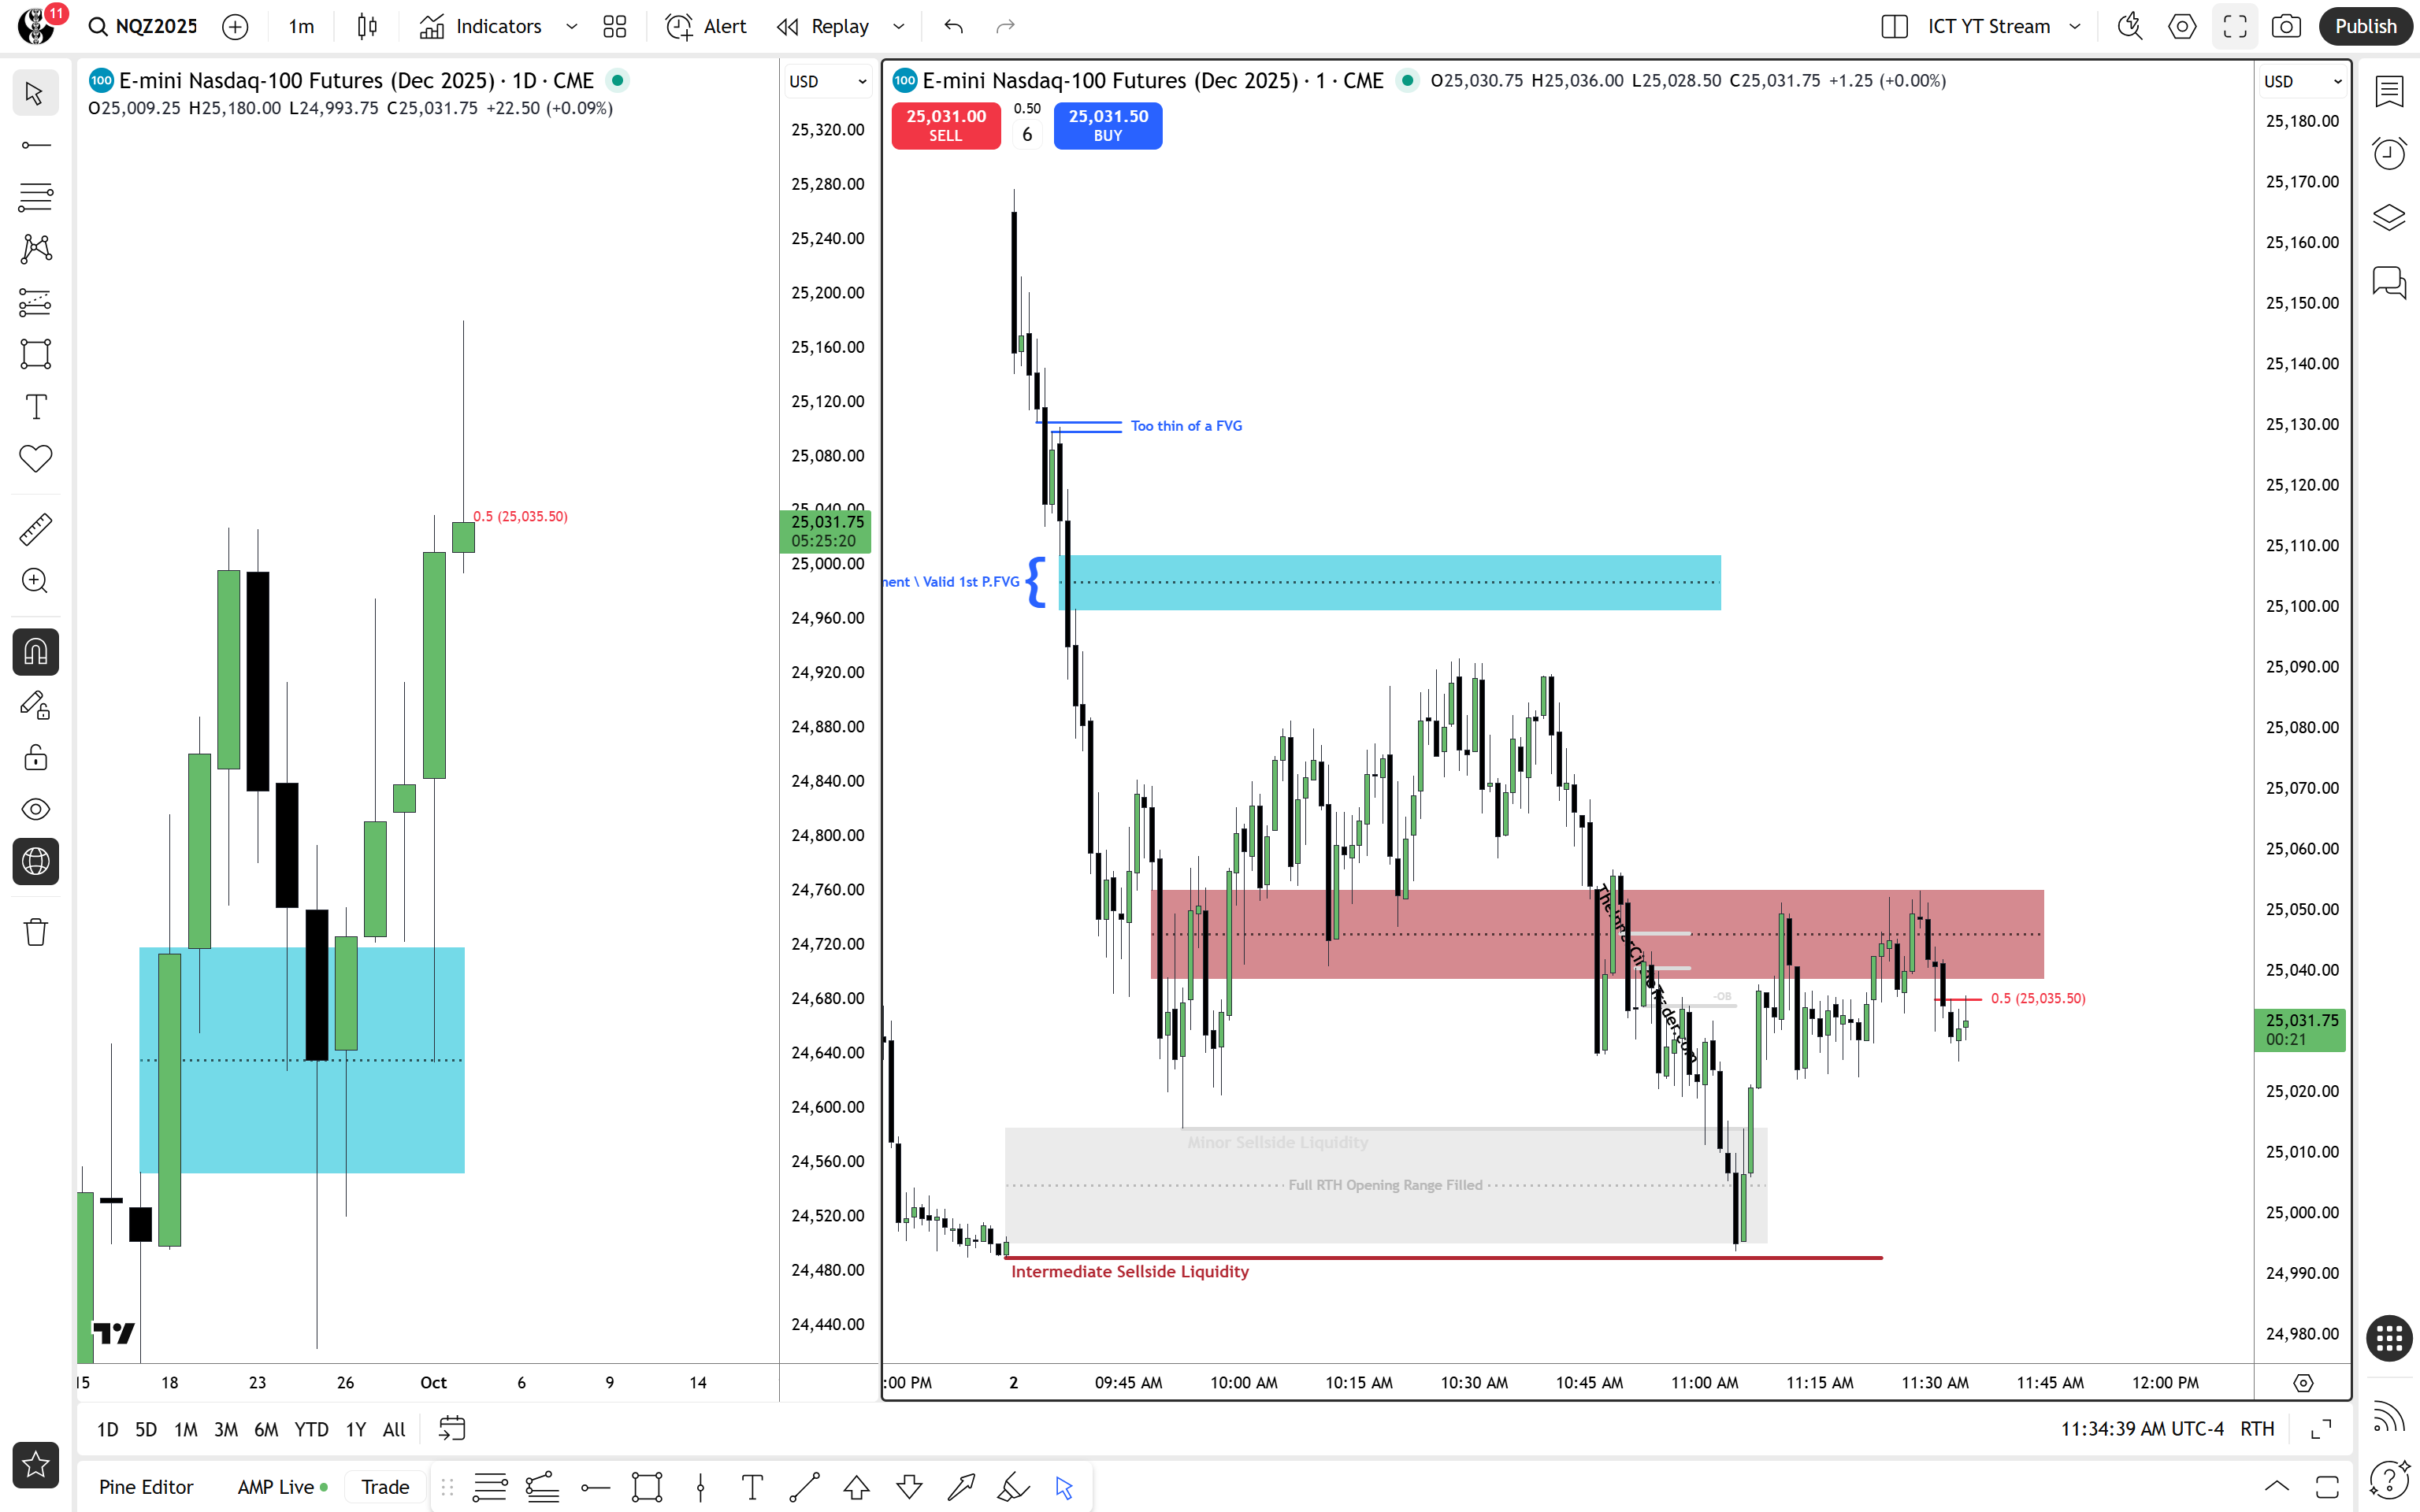 11
NQZ2025
1m
Indicators
Alert
Replay
ICT YT Stream
Publish
100 E-mini Nasdaq-100 Futures (Dec 2025) · 1D · CME
O25,009.25 H25,180.00 L24,993.75 C25,031.75 +22.50 (+0.09%)
USD
25,320.00
25,280.00
25,240.00
25,200.00
25,160.00
25,120.00
25,080.00
25,040.00
25,031.75
05:25:20
25,000.00
24,960.00
24,920.00
24,880.00
24,840.00
24,800.00
24,760.00
24,720.00
24,680.00
24,640.00
24,600.00
24,560.00
24,520.00
24,480.00
24,440.00
0.5 (25,035.50)
15 18 23 26 Oct 6 9 14
100 E-mini Nasdaq-100 Futures (Dec 2025) · 1 · CME O25,030.75 H25,036.00 L25,028.50 C25,031.75 +1.25 (+0.00%)
25,031.00
SELL
0.50
6
25,031.50
BUY
USD
25,180.00
25,170.00
25,160.00
25,150.00
25,140.00
25,130.00
25,120.00
25,110.00
25,100.00
25,090.00
25,080.00
25,070.00
25,060.00
25,050.00
25,040.00
25,031.75
00:21
25,020.00
25,010.00
25,000.00
24,990.00
24,980.00
Too thin of a FVG
nent \ Valid 1st P.FVG
{
TheInnerCircleTrader.com
-OB
0.5 (25,035.50)
Minor Sellside Liquidity
Full RTH Opening Range Filled
Intermediate Sellside Liquidity
:00 PM 2 09:45 AM 10:00 AM 10:15 AM 10:30 AM 10:45 AM 11:00 AM 11:15 AM 11:30 AM 11:45 AM 12:00 PM
1D 5D 1M 3M 6M YTD 1Y All
11:34:39 AM UTC-4 RTH
Pine Editor AMP Live Trade